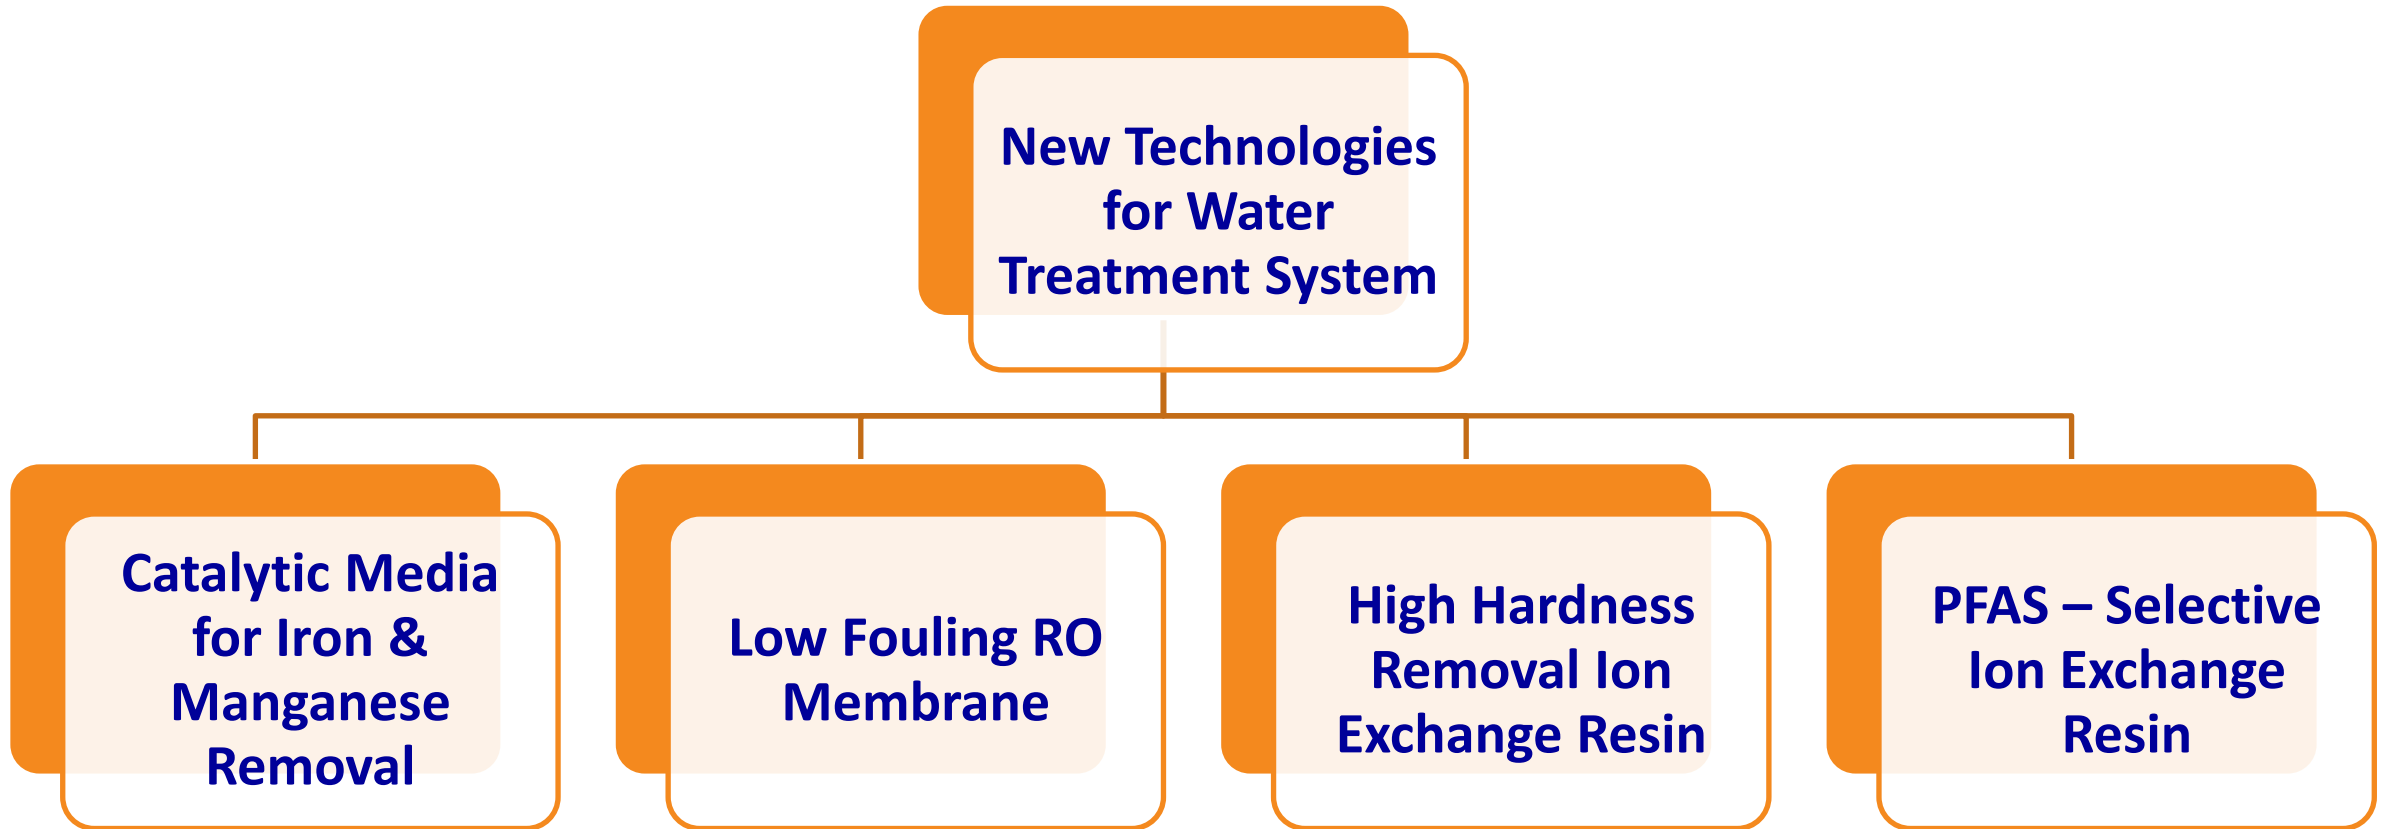 New Technologies
for Water
Treatment System
Catalytic Media
for Iron &
Manganese
Removal
Low Fouling RO
Membrane
High Hardness
Removal Ion
Exchange Resin
PFAS – Selective
Ion Exchange
Resin